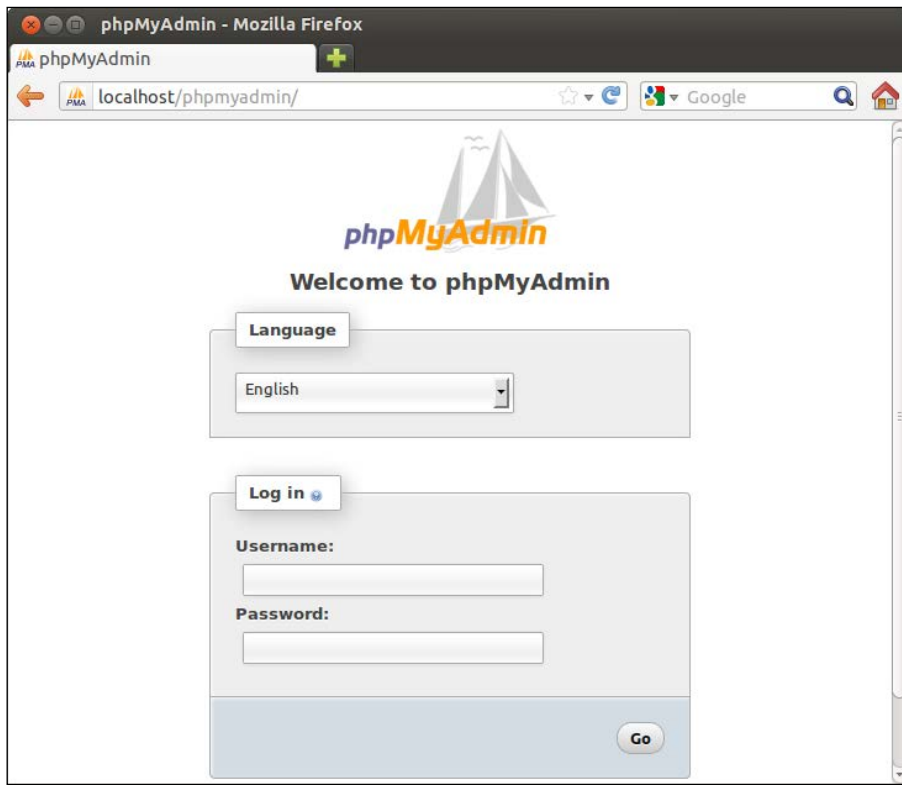 phpMyAdmin - Mozilla Firefox
PMA phpMyAdmin
PMA localhost/phpmyadmin/ Google
phpMyAdmin
Welcome to phpMyAdmin
Language
English
Log in
Username:
Password:
Go